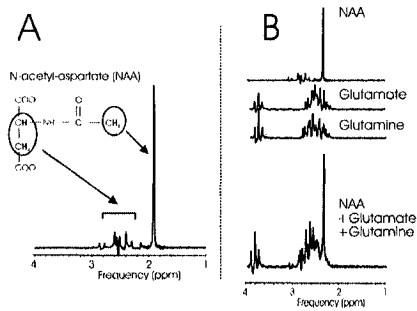 A
N-acetyl-aspartate (NAA)
COO
CH
NH
O
C
CH3
CH
COO
4 3 2 1
Frequency (ppm)
B
NAA
Glutamate
Glutamine
NAA
+ Glutamate
+ Glutamine
4 3 2 1
Frequency (ppm)